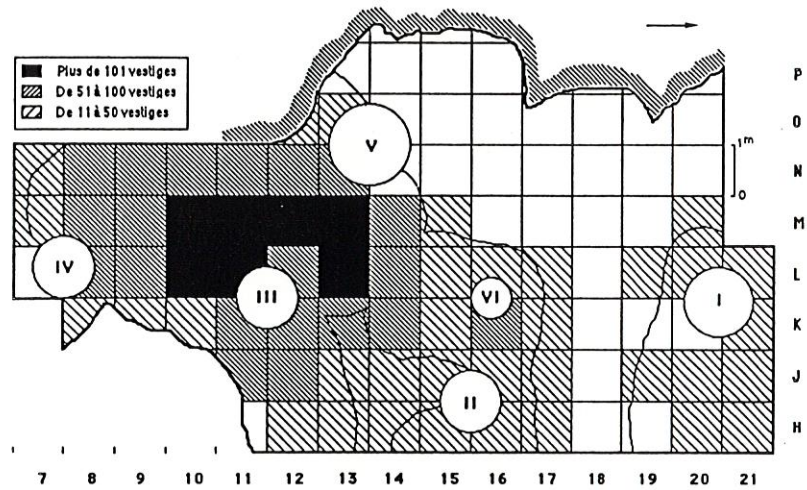 Plus de 101 vestiges
De 51 à 100 vestiges
De 11 à 50 vestiges
P
O
V
1m
N
0
M
IV
L
III
VI
I
K
J
II
H
7 8 9 10 11 12 13 14 15 16 17 18 19 20 21